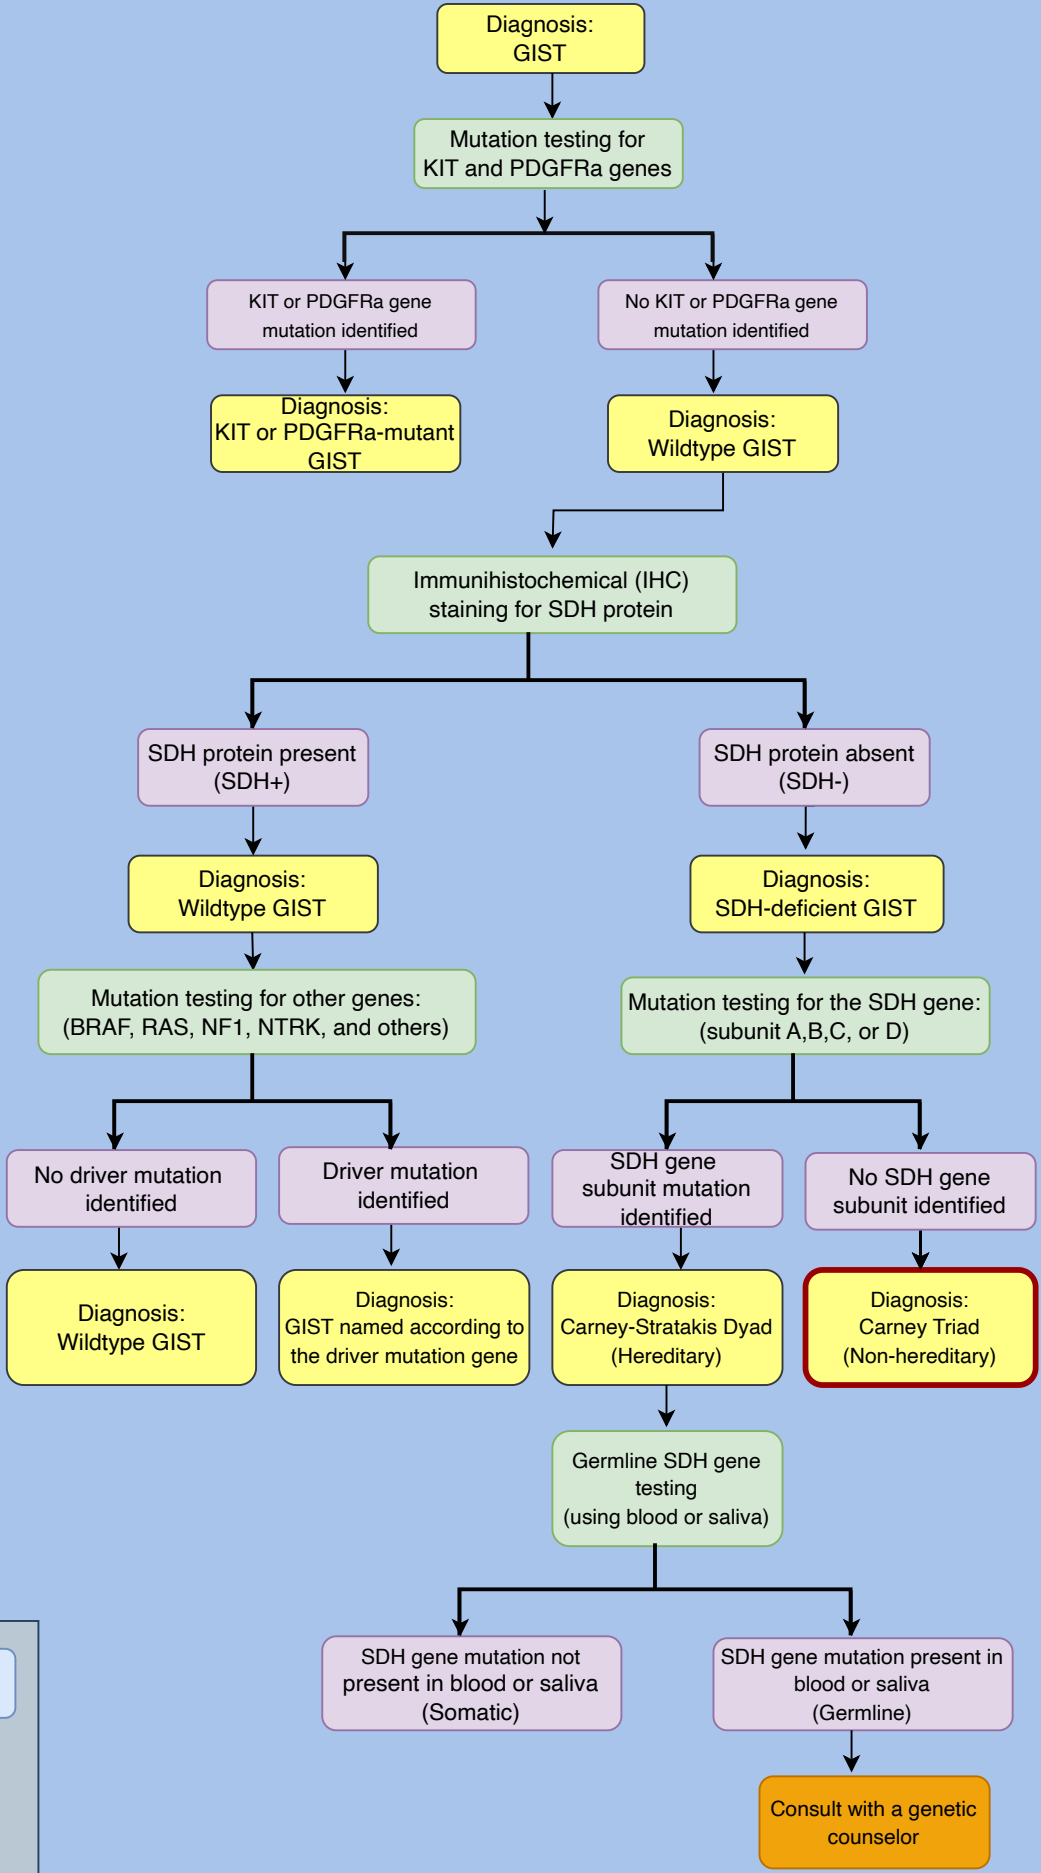 Diagnosis:
GIST
Mutation testing for
KIT and PDGFRa genes
KIT or PDGFRa gene
mutation identified
No KIT or PDGFRa gene
mutation identified
Diagnosis:
KIT or PDGFRa-mutant
GIST
Diagnosis:
Wildtype GIST
Immunihistochemical (IHC)
staining for SDH protein
SDH protein present
(SDH+)
SDH protein absent
(SDH-)
Diagnosis:
Wildtype GIST
Diagnosis:
SDH-deficient GIST
Mutation testing for other genes:
(BRAF, RAS, NF1, NTRK, and others)
Mutation testing for the SDH gene:
(subunit A,B,C, or D)
No driver mutation
identified
Driver mutation
identified
SDH gene
subunit mutation
identified
No SDH gene
subunit identified
Diagnosis:
Wildtype GIST
Diagnosis:
GIST named according to
the driver mutation gene
Diagnosis:
Carney-Stratakis Dyad
(Hereditary)
Diagnosis:
Carney Triad
(Non-hereditary)
Germline SDH gene
testing
(using blood or saliva)
SDH gene mutation not
present in blood or saliva
(Somatic)
SDH gene mutation present in
blood or saliva
(Germline)
Consult with a genetic
counselor